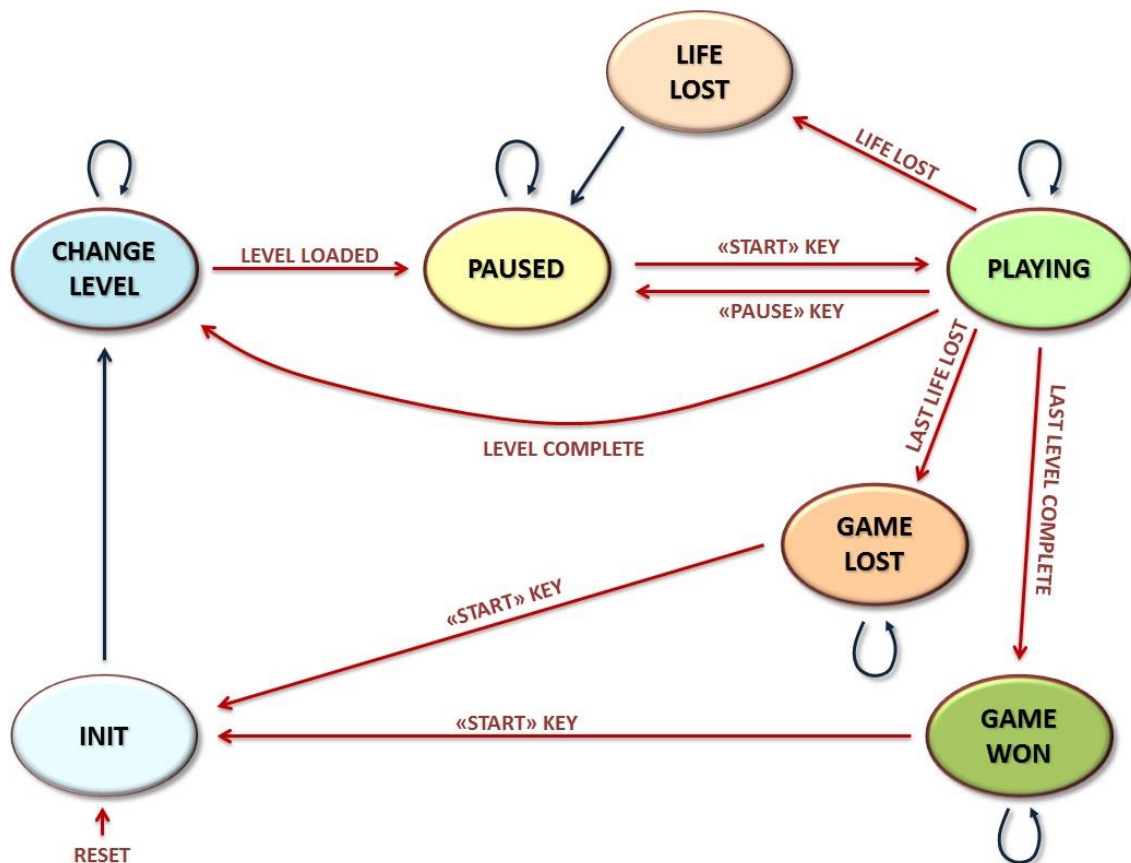 LIFE
LOST
LIFE LOST
CHANGE
LEVEL
LEVEL LOADED
PAUSED
«START» KEY
«PAUSE» KEY
PLAYING
LEVEL COMPLETE
LAST LIFE LOST
LAST LEVEL COMPLETE
GAME
LOST
«START» KEY
INIT
«START» KEY
GAME
WON
RESET